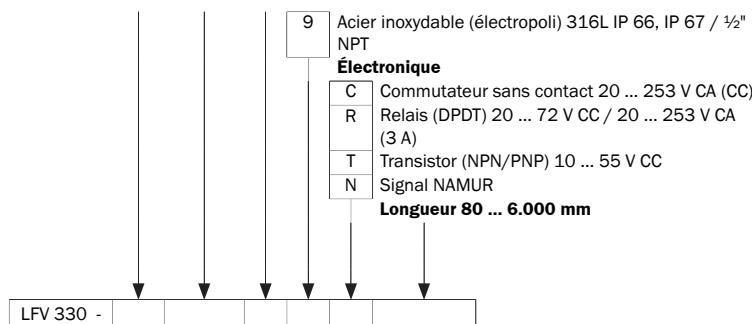 9 Acier inoxydable (électropoli) 316L IP 66, IP 67 / ½"
NPT
Électronique
C Commutateur sans contact 20 ... 253 V CA (CC)
R Relais (DPDT) 20 ... 72 V CC / 20 ... 253 V CA
(3 A)
T Transistor (NPN/PNP) 10 ... 55 V CC
N Signal NAMUR
Longueur 80 ... 6.000 mm
LFV 330 -